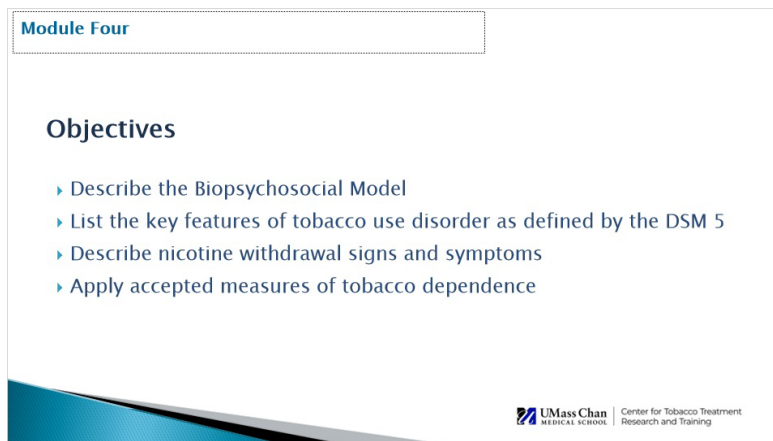 Module Four
Objectives
Describe the Biopsychosocial Model
List the key features of tobacco use disorder as defined by the DSM 5
Describe nicotine withdrawal signs and symptoms
Apply accepted measures of tobacco dependence
UMass Chan
MEDICAL SCHOOL
Center for Tobacco Treatment
Research and Training